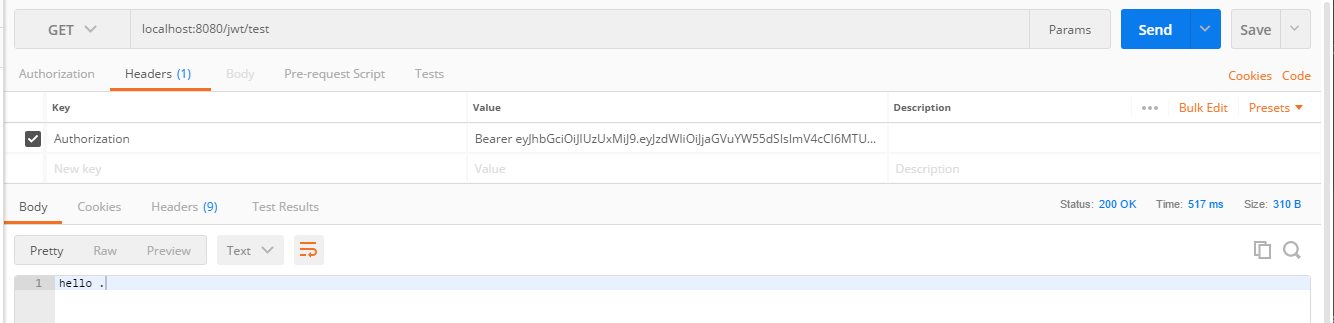 GET localhost:8080/jwt/test Params Send Save
Authorization Headers (1) Body Pre-request Script Tests Cookies Code
Key Value Description ••• Bulk Edit Presets
Authorization Bearer eyJhbGciOiJIUzUxMiJ9.eyJzdWIiOiJjaGVuYW55dSIsImV4cCI6MTU...
New key Value Description
Body Cookies Headers (9) Test Results Status: 200 OK Time: 517 ms Size: 310 B
Pretty Raw Preview Text
1 hello .